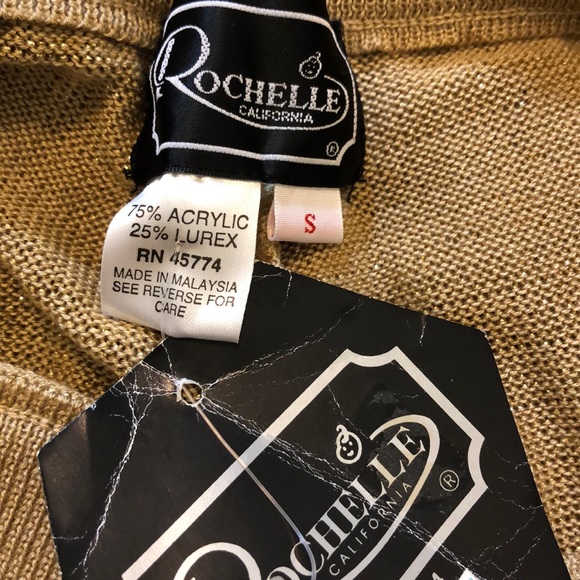 ROCHELLE
CALIFORNIA
®
75% ACRYLIC
25% LUREX
RN 45774
MADE IN MALAYSIA
SEE REVERSE FOR
CARE
S
ROCHELLE
CALIFORNIA
®